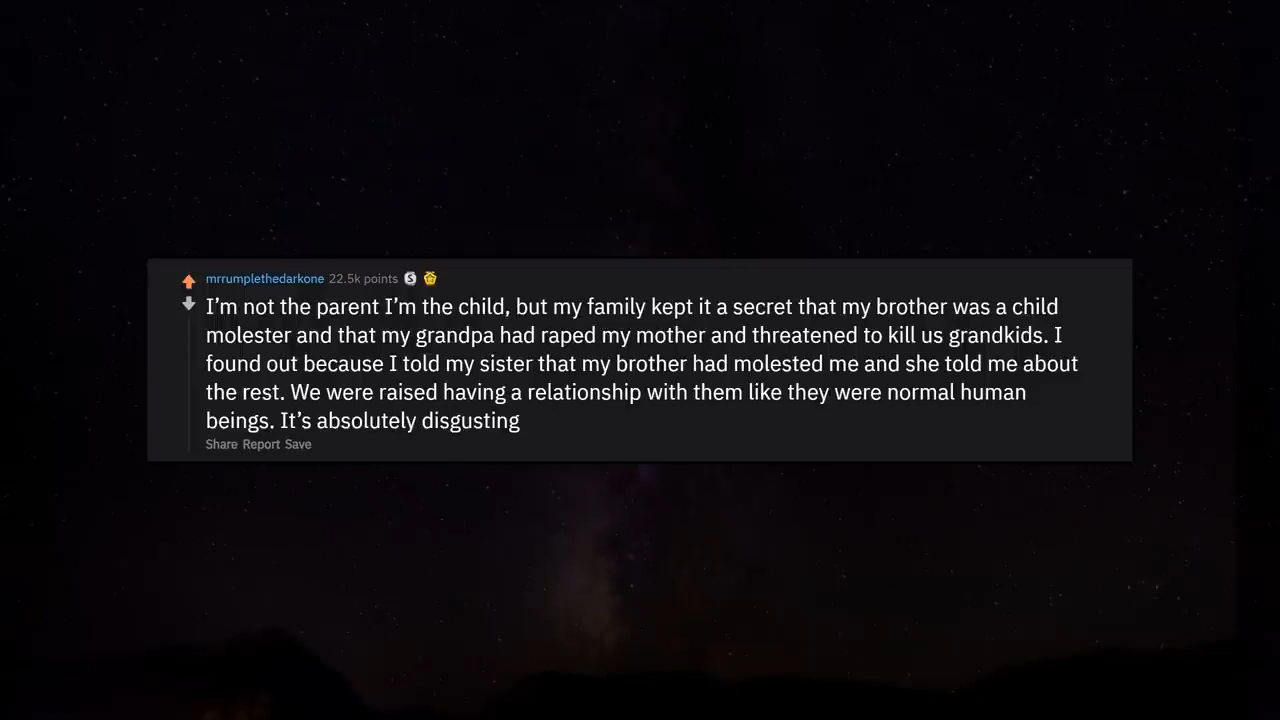 mrrumplethedarkone 22.5k points S
I’m not the parent I’m the child, but my family kept it a secret that my brother was a child
molester and that my grandpa had raped my mother and threatened to kill us grandkids. I
found out because I told my sister that my brother had molested me and she told me about
the rest. We were raised having a relationship with them like they were normal human
beings. It’s absolutely disgusting
Share Report Save